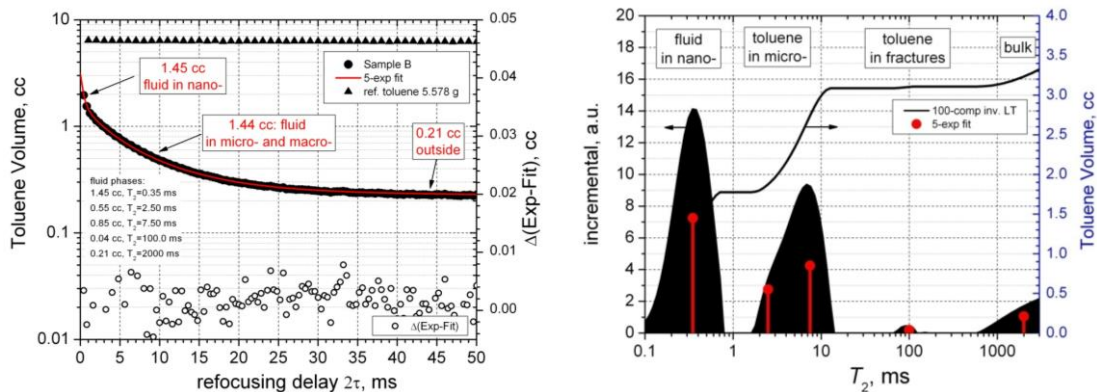 10
1
0.1
0.01
Toluene Volume, cc
0 5 10 15 20 25 30 35 40 45 50
refocusing delay 2τ, ms
0.05
0.04
0.03
0.02
0.01
0.00
Δ(Exp-Fit), cc
1.45 cc
fluid in nano-
Sample B
5-exp fit
ref. toluene 5.578 g
1.44 cc: fluid
in micro- and macro-
0.21 cc
outside
fluid phases:
1.45 cc, T2=0.35 ms
0.55 cc, T2=2.50 ms
0.85 cc, T2=7.50 ms
0.04 cc, T2=100.0 ms
0.21 cc, T2=2000 ms
Δ(Exp-Fit)
20
18
16
14
12
10
8
6
4
2
0
incremental, a.u.
0.1 1 10 100 1000
T2, ms
4.0
3.5
3.0
2.5
2.0
1.5
1.0
0.5
0.0
Toluene Volume, cc
fluid
in nano-
toluene
in micro-
toluene
in fractures
bulk
100-comp inv. LT
5-exp fit